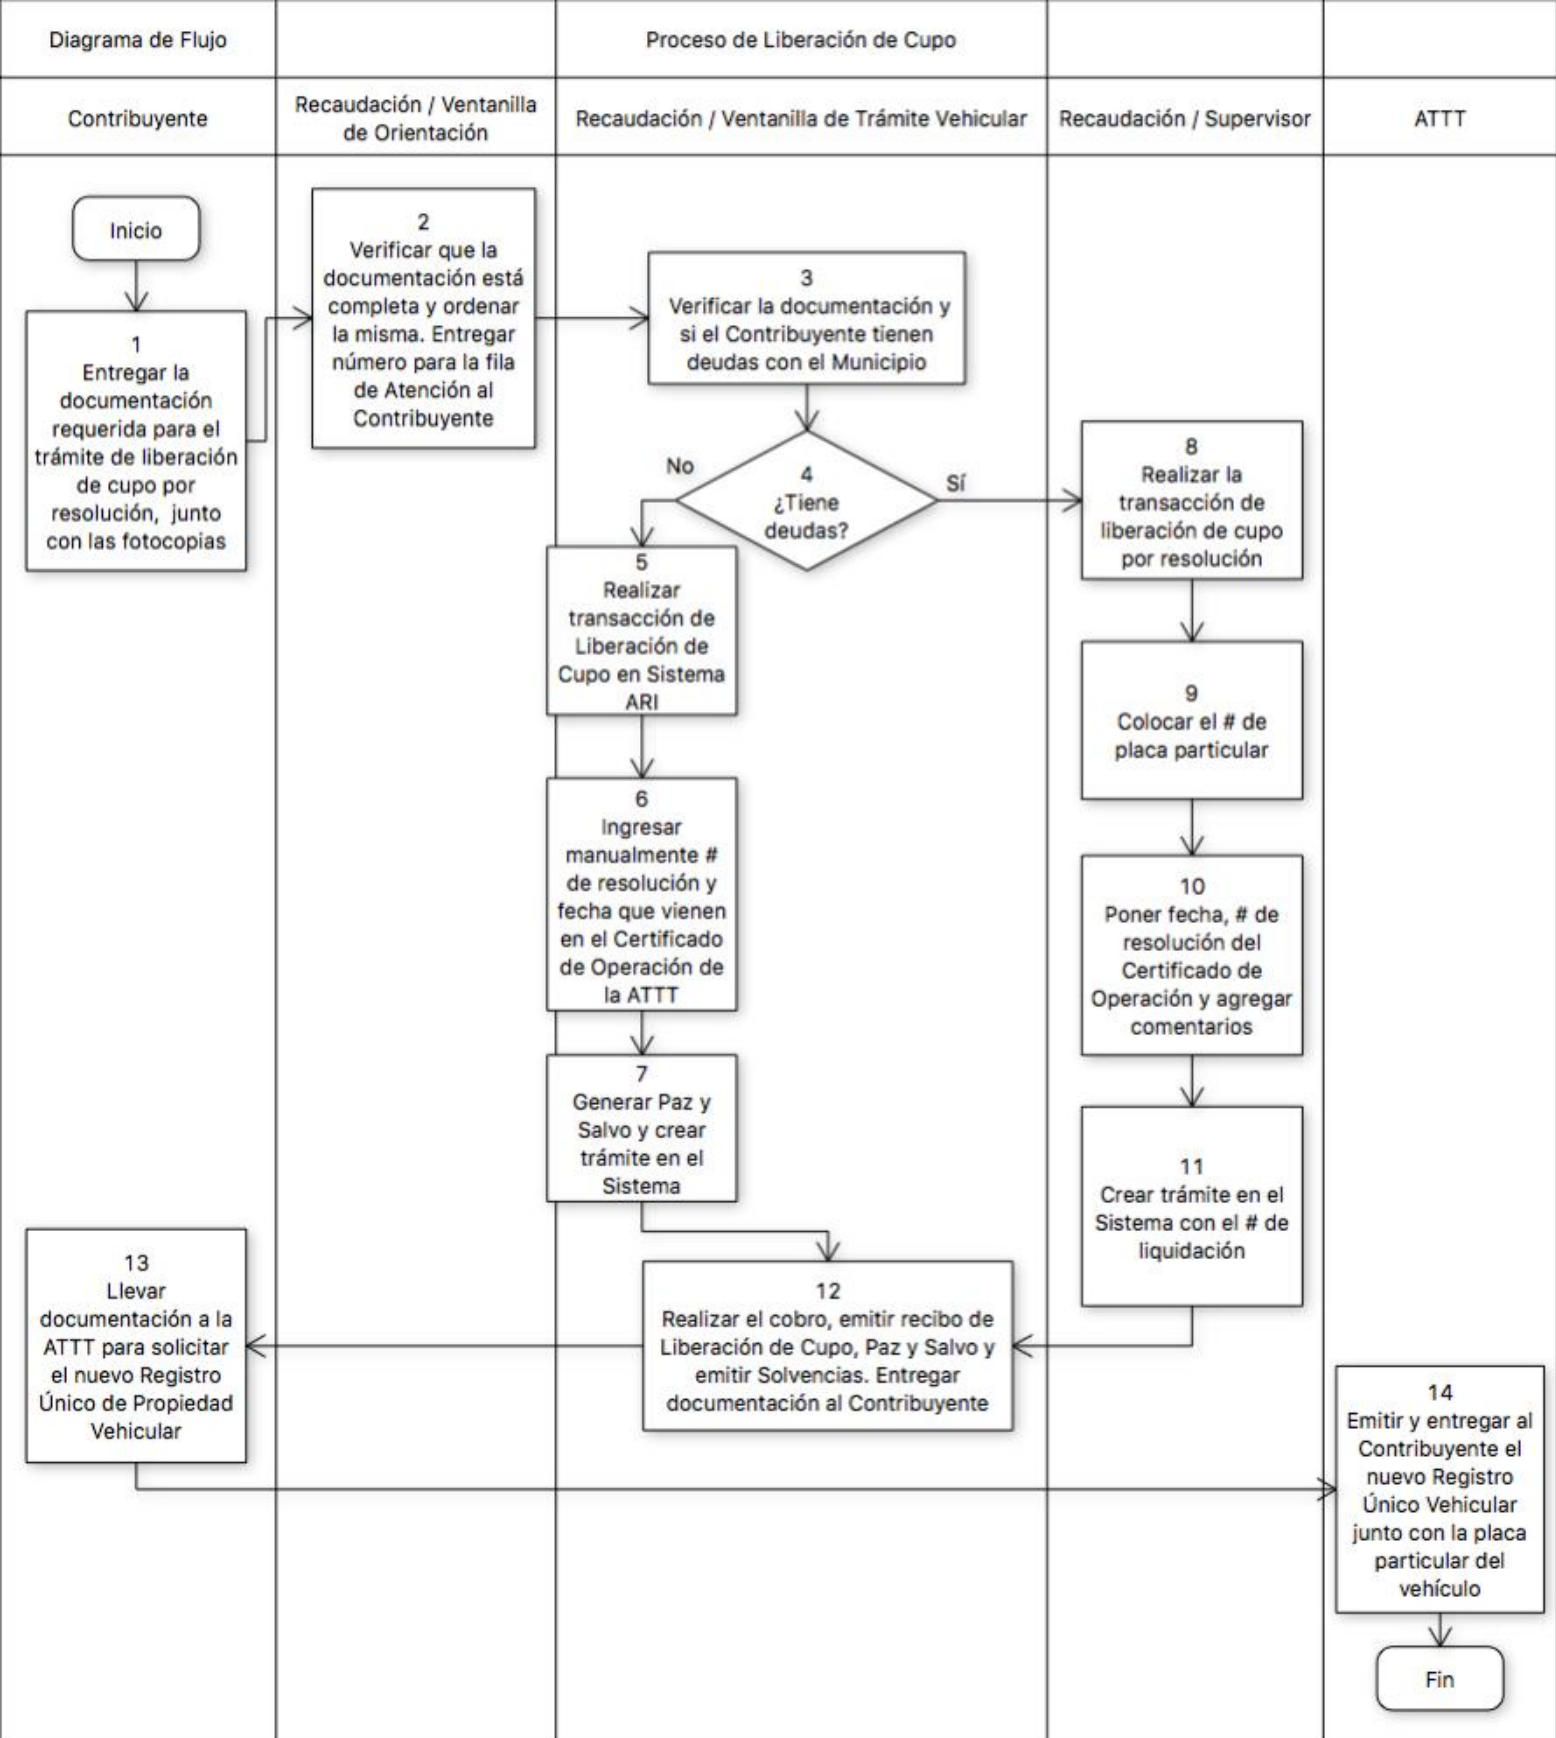 Diagrama de Flujo
Proceso de Liberación de Cupo
Contribuyente
Recaudación / Ventanilla
de Orientación
Recaudación / Ventanilla de Trámite Vehicular
Recaudación / Supervisor
ATTT
Inicio
1
Entregar la
documentación
requerida para el
trámite de liberación
de cupo por
resolución, junto
con las fotocopias
2
Verificar que la
documentación está
completa y ordenar
la misma. Entregar
número para la fila
de Atención al
Contribuyente
3
Verificar la documentación y
si el Contribuyente tienen
deudas con el Municipio
4
¿Tiene
deudas?
No
Sí
5
Realizar
transacción de
Liberación de
Cupo en Sistema
ARI
6
Ingresar
manualmente #
de resolución y
fecha que vienen
en el Certificado
de Operación de
la ATTT
7
Generar Paz y
Salvo y crear
trámite en el
Sistema
8
Realizar la
transacción de
liberación de cupo
por resolución
9
Colocar el # de
placa particular
10
Poner fecha, # de
resolución del
Certificado de
Operación y agregar
comentarios
11
Crear trámite en el
Sistema con el # de
liquidación
12
Realizar el cobro, emitir recibo de
Liberación de Cupo, Paz y Salvo y
emitir Solvencias. Entregar
documentación al Contribuyente
13
Llevar
documentación a la
ATTT para solicitar
el nuevo Registro
Único de Propiedad
Vehicular
14
Emitir y entregar al
Contribuyente el
nuevo Registro
Único Vehicular
junto con la placa
particular del
vehículo
Fin